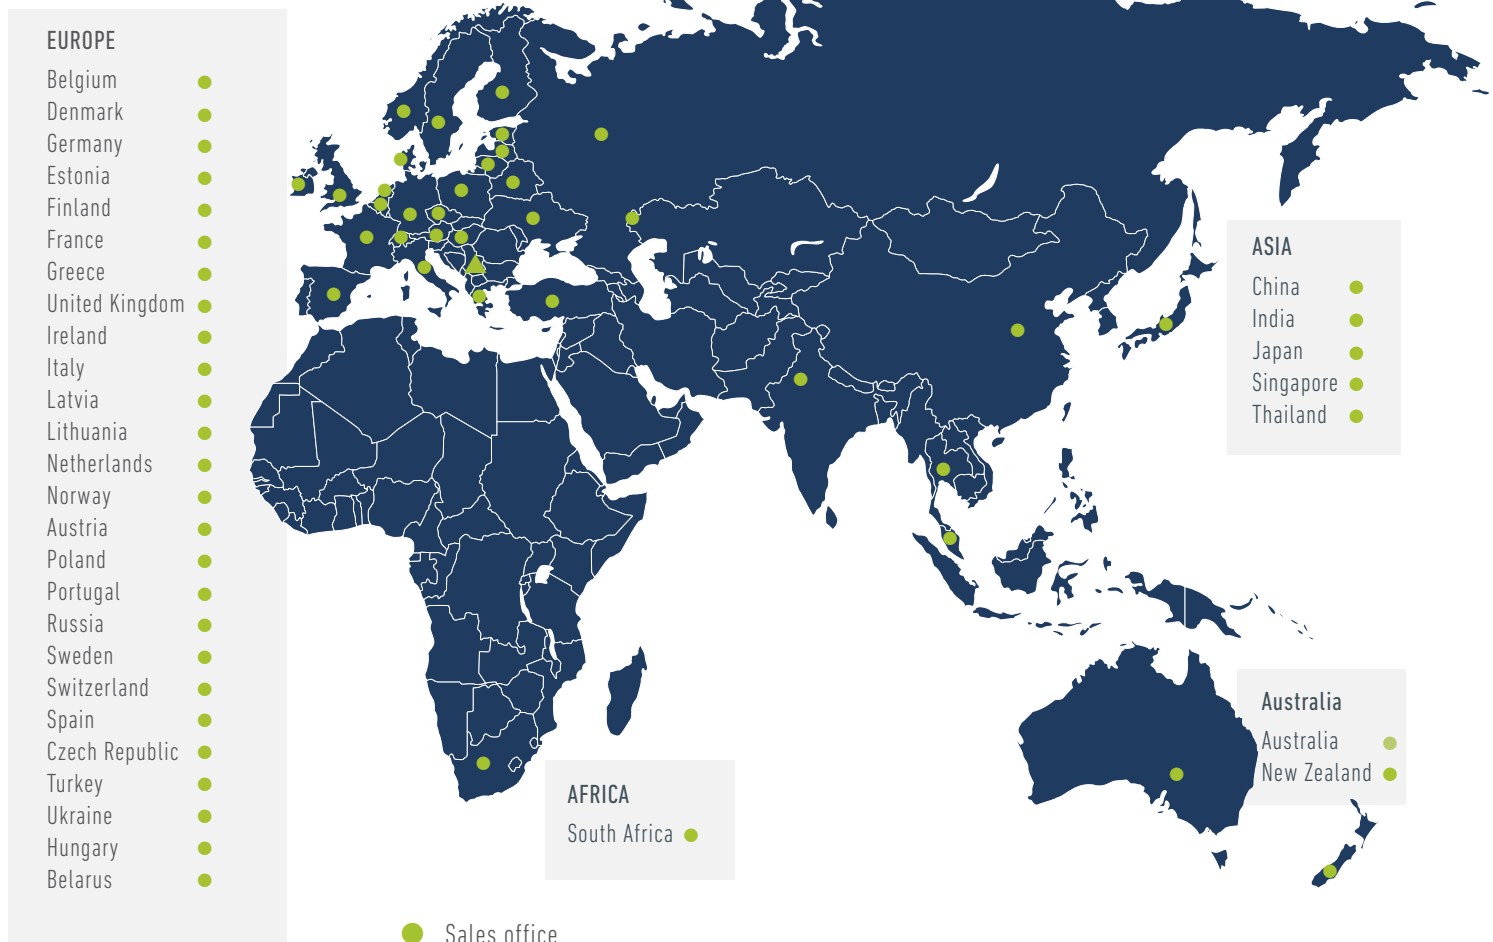 EUROPE
Belgium
Denmark
Germany
Estonia
Finland
France
Greece
United Kingdom
Ireland
Italy
Latvia
Lithuania
Netherlands
Norway
Austria
Poland
Portugal
Russia
Sweden
Switzerland
Spain
Czech Republic
Turkey
Ukraine
Hungary
Belarus
ASIA
China
India
Japan
Singapore
Thailand
Australia
Australia
New Zealand
AFRICA
South Africa
Sales office